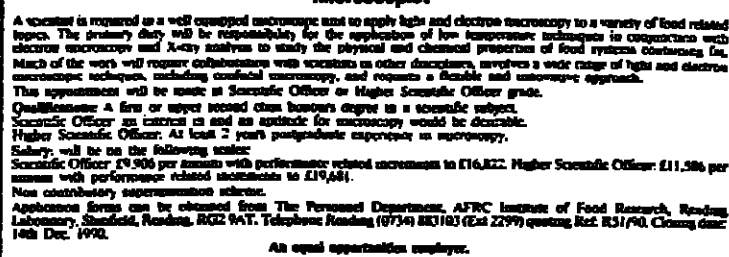 Microscopist
A scientist is required in a well equipped microscope unit to apply light and electron microscopy to a variety of food related
topics. The primary duty will be responsibility for the application of low temperature techniques in conjunction with
electron microscopy and X-ray analysis to study the physical and chemical properties of food systems containing fat.
Much of the work will require collaboration with scientists in other disciplines, involves a wide range of light and electron
microscopic techniques, including confocal microscopy, and requires a flexible and innovative approach.
This appointment will be made at Scientific Officer or Higher Scientific Officer grade.
Qualifications: A first or upper second class honours degree in a scientific subject.
Scientific Officer: an interest in and an aptitude for microscopy would be desirable.
Higher Scientific Officer: At least 2 years postgraduate experience in microscopy.
Salary: will be on the following scales:
Scientific Officer £9,906 per annum with performance related increments to £16,822. Higher Scientific Officer: £11,586 per
annum with performance related increments to £19,681.
Non contributory superannuation scheme.
Application forms can be obtained from The Personnel Department, AFRC Institute of Food Research, Reading
Laboratory, Shinfield, Reading, RG2 9AT. Telephone Reading (0734) 883103 (Ext 2299) quoting Ref. R51/90. Closing date:
14th Dec. 1990.
An equal opportunities employer.